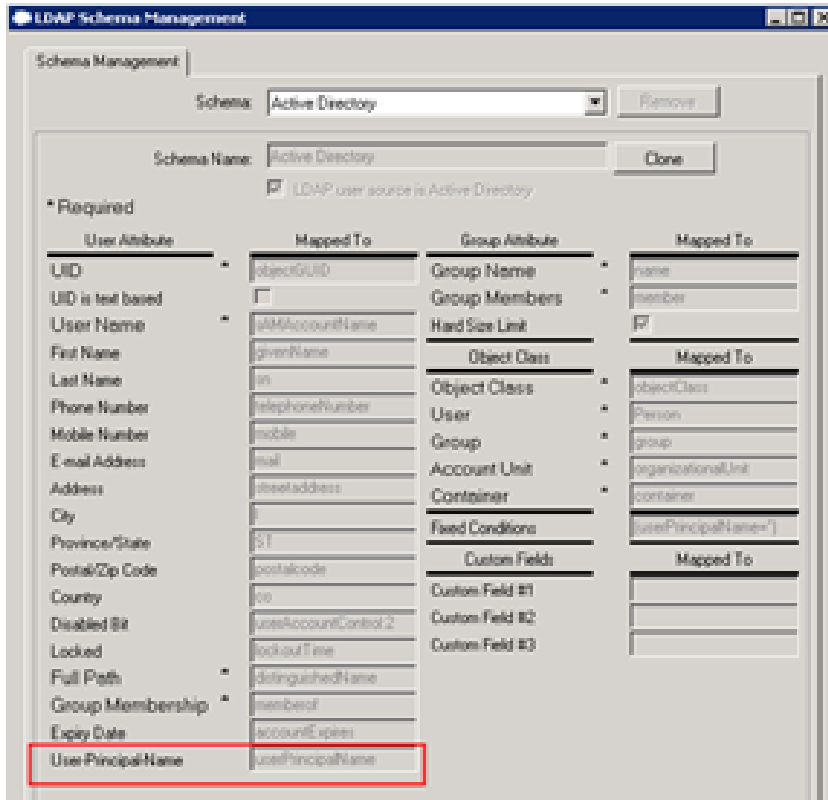 LDAP Schema Management
Schema Management
Schema: Active Directory Remove
Schema Name: Active Directory Clone
LDAP user source is Active Directory
* Required
User Attribute Mapped To
UID * objectGUID
UID is text based
User Name * sAMAccountName
First Name givenName
Last Name sn
Phone Number telephoneNumber
Mobile Number mobile
E-mail Address mail
Address streetaddress
City l
Province/State ST
Postal/Zip Code postalcode
Country co
Disabled Bit userAccountControl:2
Locked lockoutTime
Full Path * distinguishedName
Group Membership * memberof
Expiry Date accountExpires
User-Principal-Name userPrincipalName
Group Attribute Mapped To
Group Name * name
Group Members * member
Hard Size Limit
Object Class Mapped To
Object Class * objectClass
User * Person
Group * group
Account Unit * organizationalUnit
Container * container
Fixed Conditions (userPrincipalName=*)
Custom Fields Mapped To
Custom Field #1
Custom Field #2
Custom Field #3